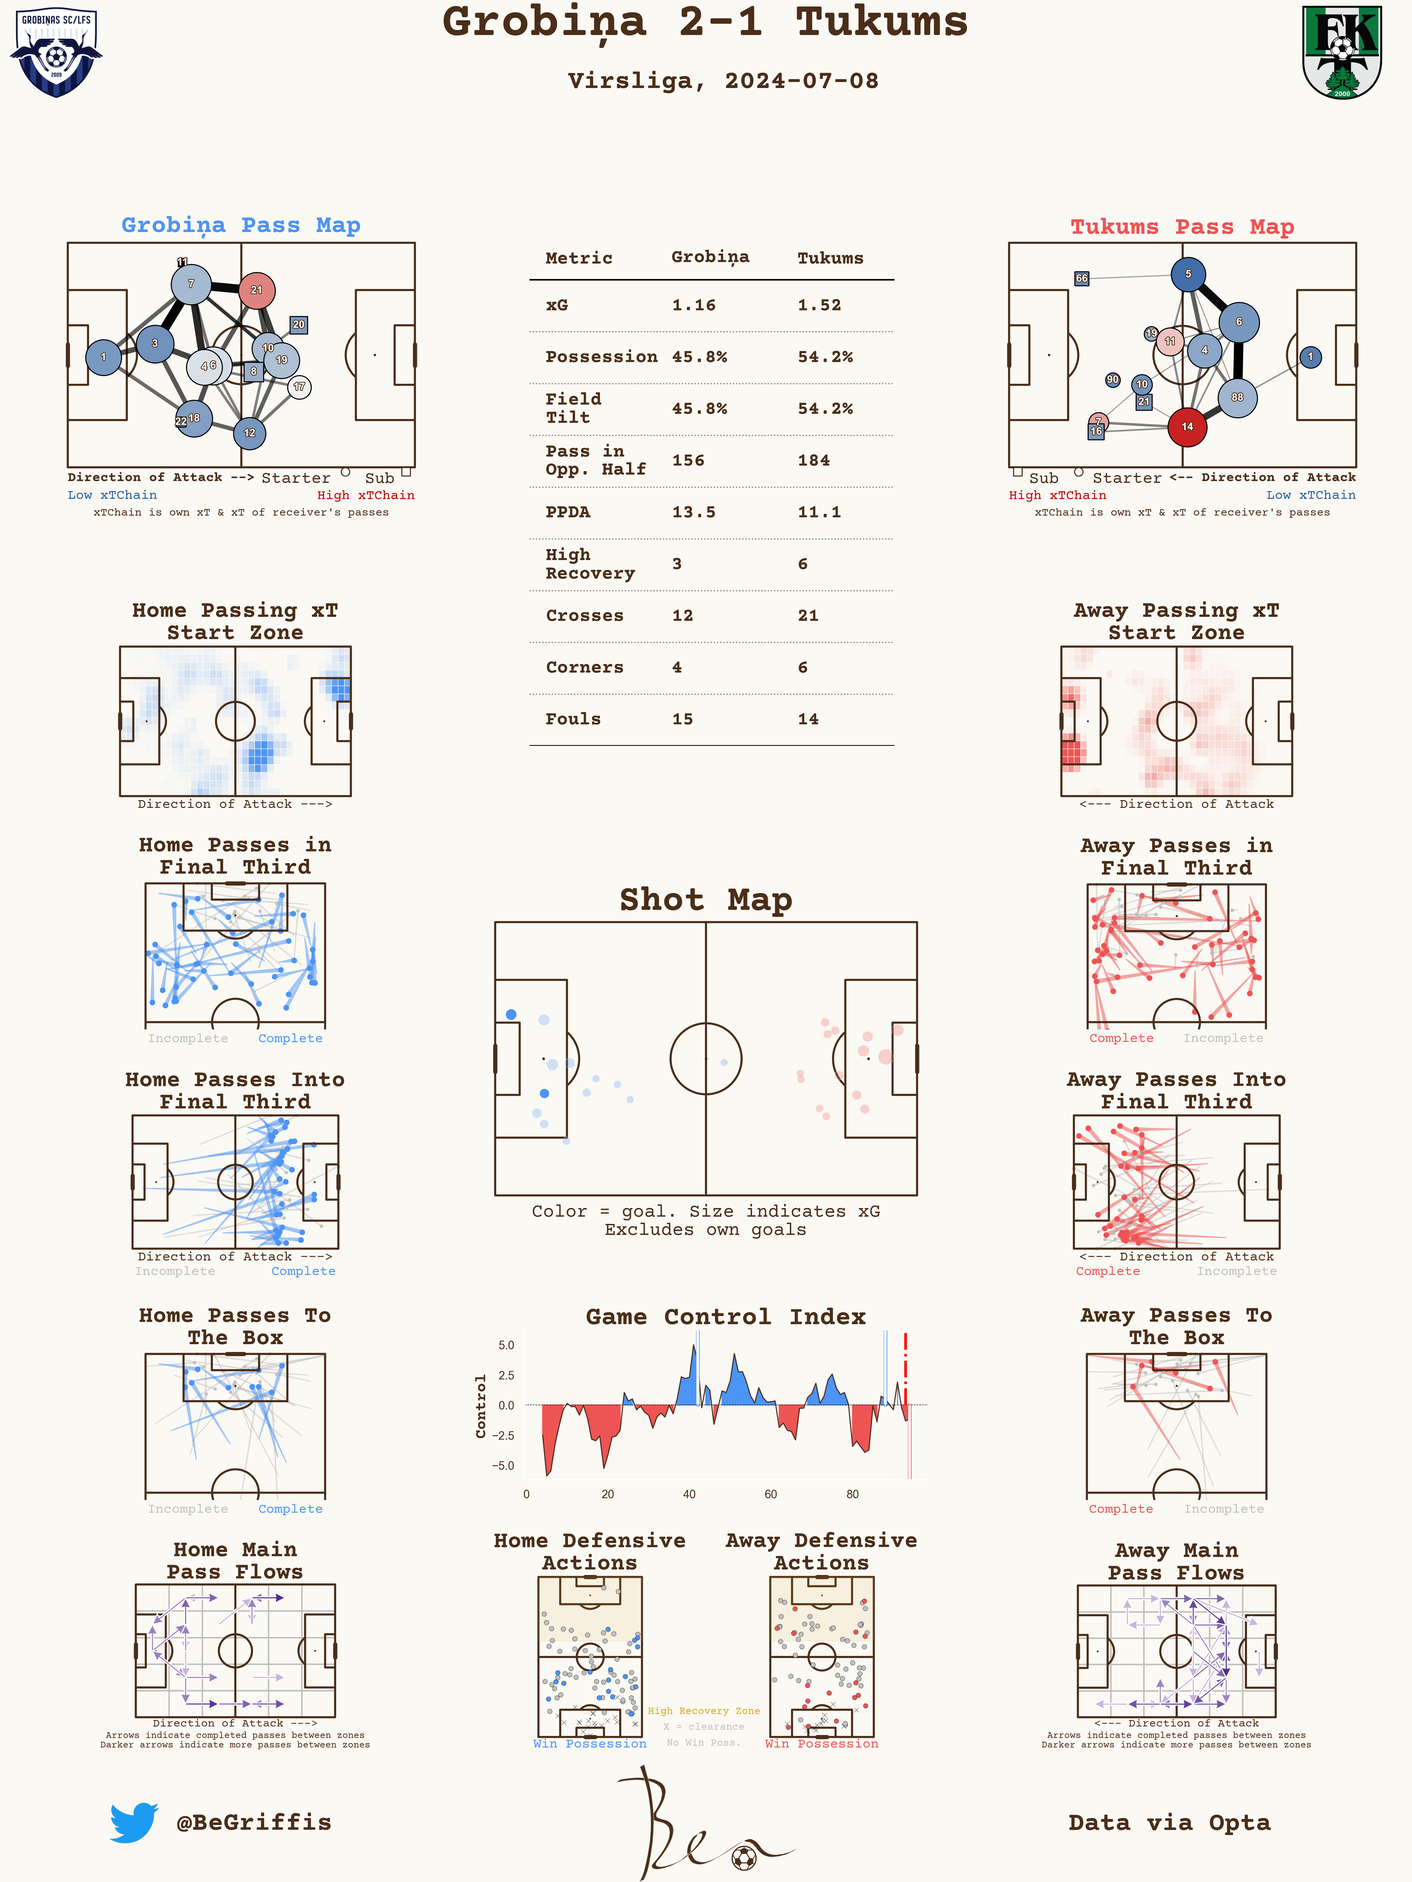 Grobiņa 2-1 Tukums
Virsliga, 2024-07-08
GROBIŅAS SC/LFS
2009
FK
2000
Grobiņa Pass Map
11
7
21
20
3
10
1
4
6
19
8
17
22
18
12
Direction of Attack --> Starter Sub
Low xTChain High xTChain
xTChain is own xT & xT of receiver's passes
Metric Grobiņa Tukums
xG 1.16 1.52
Possession 45.8% 54.2%
Field
Tilt 45.8% 54.2%
Pass in
Opp. Half 156 184
PPDA 13.5 11.1
High
Recovery 3 6
Crosses 12 21
Corners 4 6
Fouls 15 14
Tukums Pass Map
66
5
6
19
11
4
1
90
10
21
88
7
16
14
Sub Starter <-- Direction of Attack
High xTChain Low xTChain
xTChain is own xT & xT of receiver's passes
Home Passing xT
Start Zone
Direction of Attack --->
Away Passing xT
Start Zone
<--- Direction of Attack
Home Passes in
Final Third
Incomplete Complete
Away Passes in
Final Third
Complete Incomplete
Shot Map
Color = goal. Size indicates xG
Excludes own goals
Home Passes Into
Final Third
Direction of Attack --->
Incomplete Complete
Away Passes Into
Final Third
<--- Direction of Attack
Complete Incomplete
Home Passes To
The Box
Incomplete Complete
Game Control Index
Control
5.0
2.5
0.0
−2.5
−5.0
0 20 40 60 80
Away Passes To
The Box
Complete Incomplete
Home Main
Pass Flows
Direction of Attack --->
Arrows indicate completed passes between zones
Darker arrows indicate more passes between zones
Home Defensive
Actions
Win Possession
High Recovery Zone
X = clearance
No Win Poss.
Away Defensive
Actions
Win Possession
Away Main
Pass Flows
<--- Direction of Attack
Arrows indicate completed passes between zones
Darker arrows indicate more passes between zones
@BeGriffis
Ben
Data via Opta